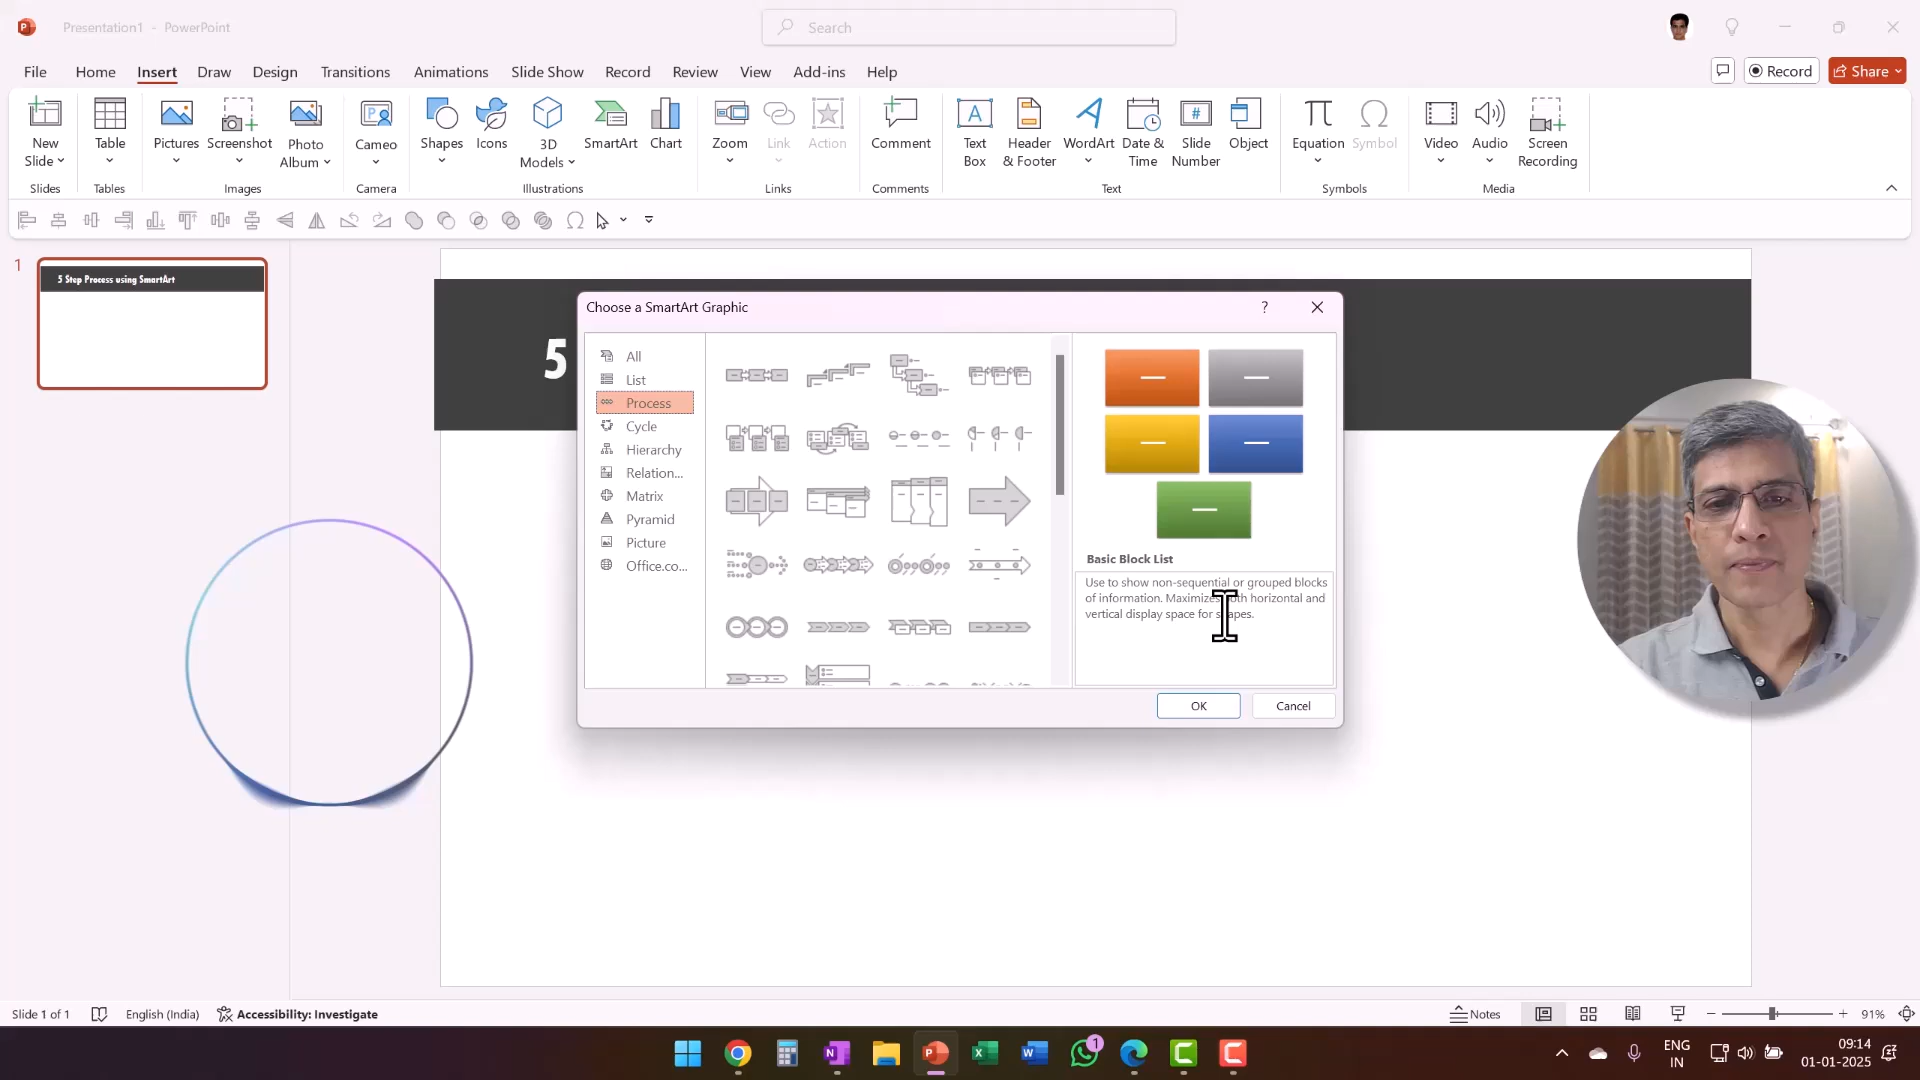 Presentation1 - PowerPoint
Search
File Home Insert Draw Design Transitions Animations Slide Show Record Review View Add-ins Help
Record Share
New Slide
Table
Pictures
Screenshot
Photo Album
Cameo
Shapes
Icons
3D Models
SmartArt
Chart
Zoom
Link
Action
Comment
Text Box
Header & Footer
WordArt
Date & Time
Slide Number
Object
Equation
Symbol
Video
Audio
Screen Recording
Slides Tables Images Camera Illustrations Links Comments Text Symbols Media
1
5 Step Process using SmartArt
5
Choose a SmartArt Graphic
All
List
Process
Cycle
Hierarchy
Relation...
Matrix
Pyramid
Picture
Office.co...
Basic Block List
Use to show non-sequential or grouped blocks
of information. Maximizes both horizontal and
vertical display space for shapes.
OK Cancel
Slide 1 of 1 English (India) Accessibility: Investigate
Notes 91%
1
ENG
IN
09:14
01-01-2025